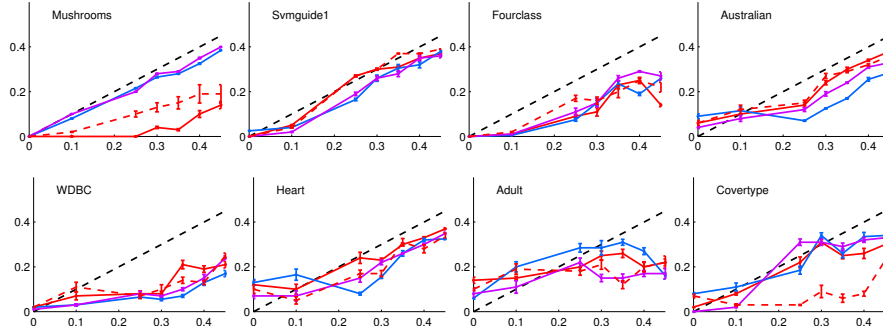 Mushrooms Svmguide1 Fourclass Australian
0.4 0.4 0.4 0.4
0.2 0.2 0.2 0.2
0 0 0 0
0 0.1 0.2 0.3 0.4 0 0.1 0.2 0.3 0.4 0 0.1 0.2 0.3 0.4 0 0.1 0.2 0.3 0.4
WDBC Heart Adult Covertype
0.4 0.4 0.4 0.4
0.2 0.2 0.2 0.2
0 0 0 0
0 0.1 0.2 0.3 0.4 0 0.1 0.2 0.3 0.4 0 0.1 0.2 0.3 0.4 0 0.1 0.2 0.3 0.4